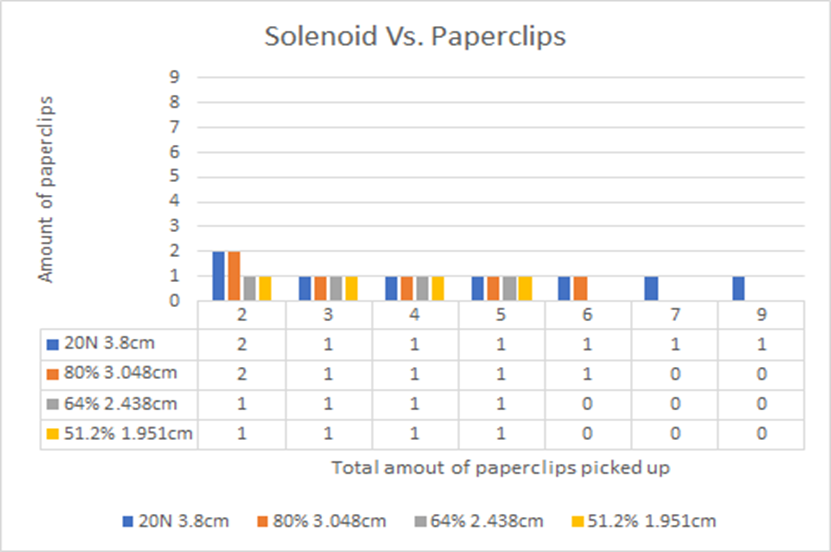 Solenoid Vs. Paperclips
Amount of paperclips
9
8
7
6
5
4
3
2
1
0
2 3 4 5 6 7 9
20N 3.8cm 2 1 1 1 1 1 1
80% 3.048cm 2 1 1 1 1 0 0
64% 2.438cm 1 1 1 1 0 0 0
51.2% 1.951cm 1 1 1 1 0 0 0
Total amout of paperclips picked up
20N 3.8cm 80% 3.048cm 64% 2.438cm 51.2% 1.951cm